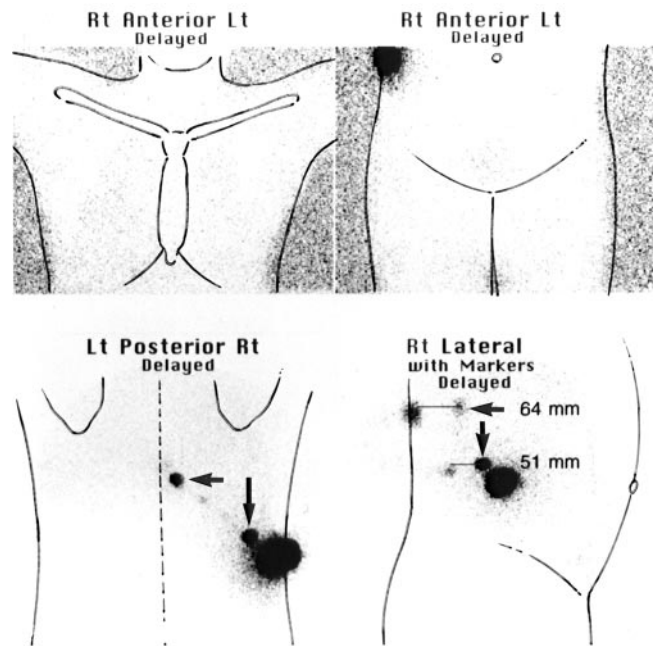 Rt Anterior Lt
Delayed
Rt Anterior Lt
Delayed
Lt Posterior Rt
Delayed
Rt Lateral
with Markers
Delayed
64 mm
51 mm